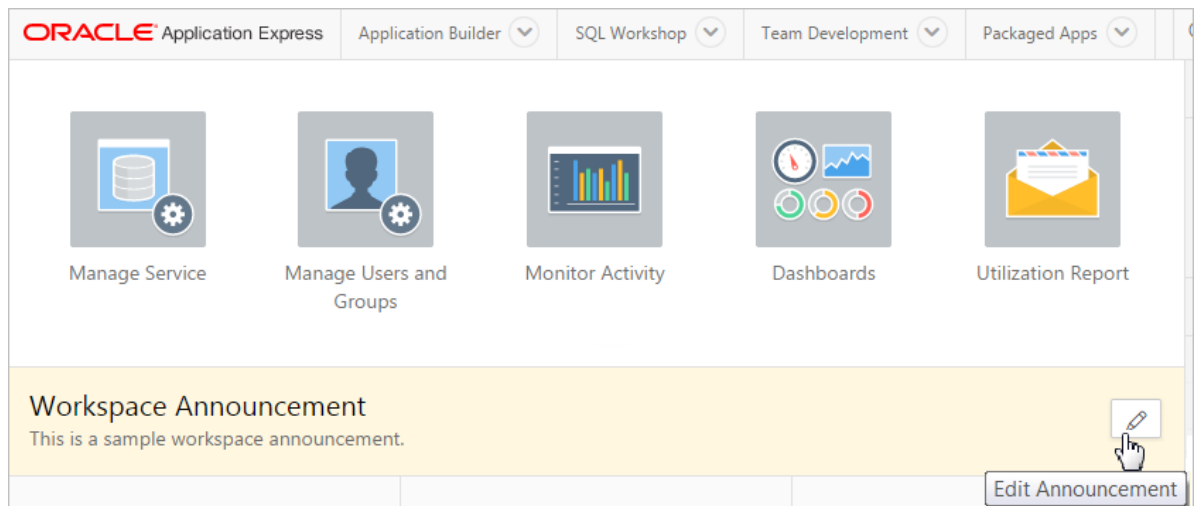 ORACLE Application Express Application Builder SQL Workshop Team Development Packaged Apps
Manage Service Manage Users and Monitor Activity Dashboards Utilization Report
Groups
Workspace Announcement
This is a sample workspace announcement.
Edit Announcement